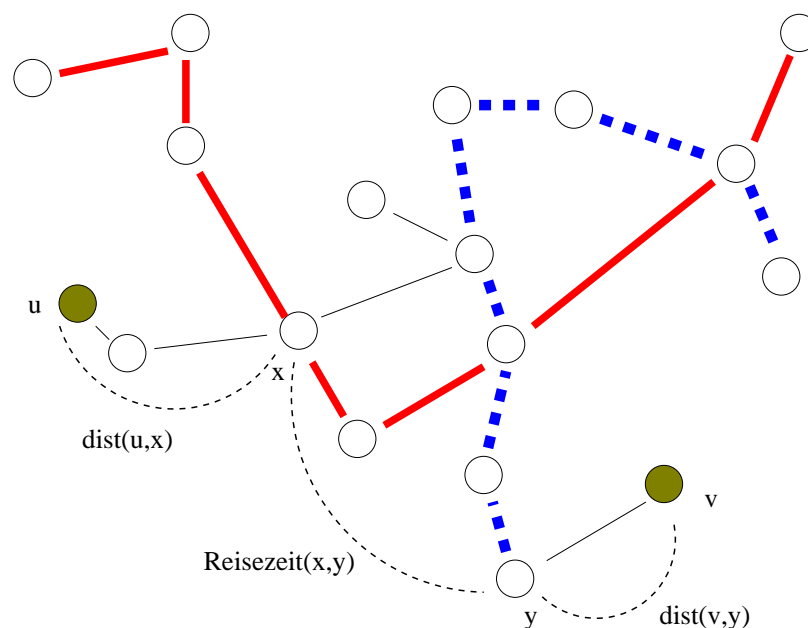 u
x
dist(u,x)
v
Reisezeit(x,y)
y
dist(v,y)